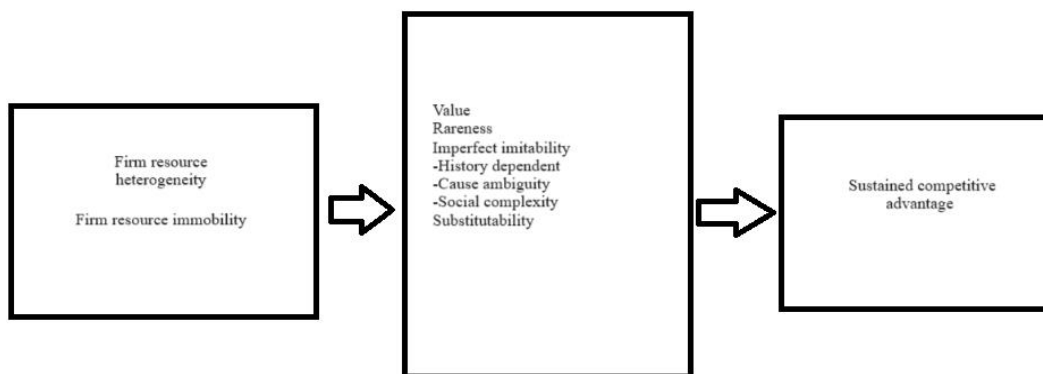 Firm resource
heterogeneity
Firm resource immobility
Value
Rareness
Imperfect imitability
-History dependent
-Cause ambiguity
-Social complexity
Substitutability
Sustained competitive
advantage